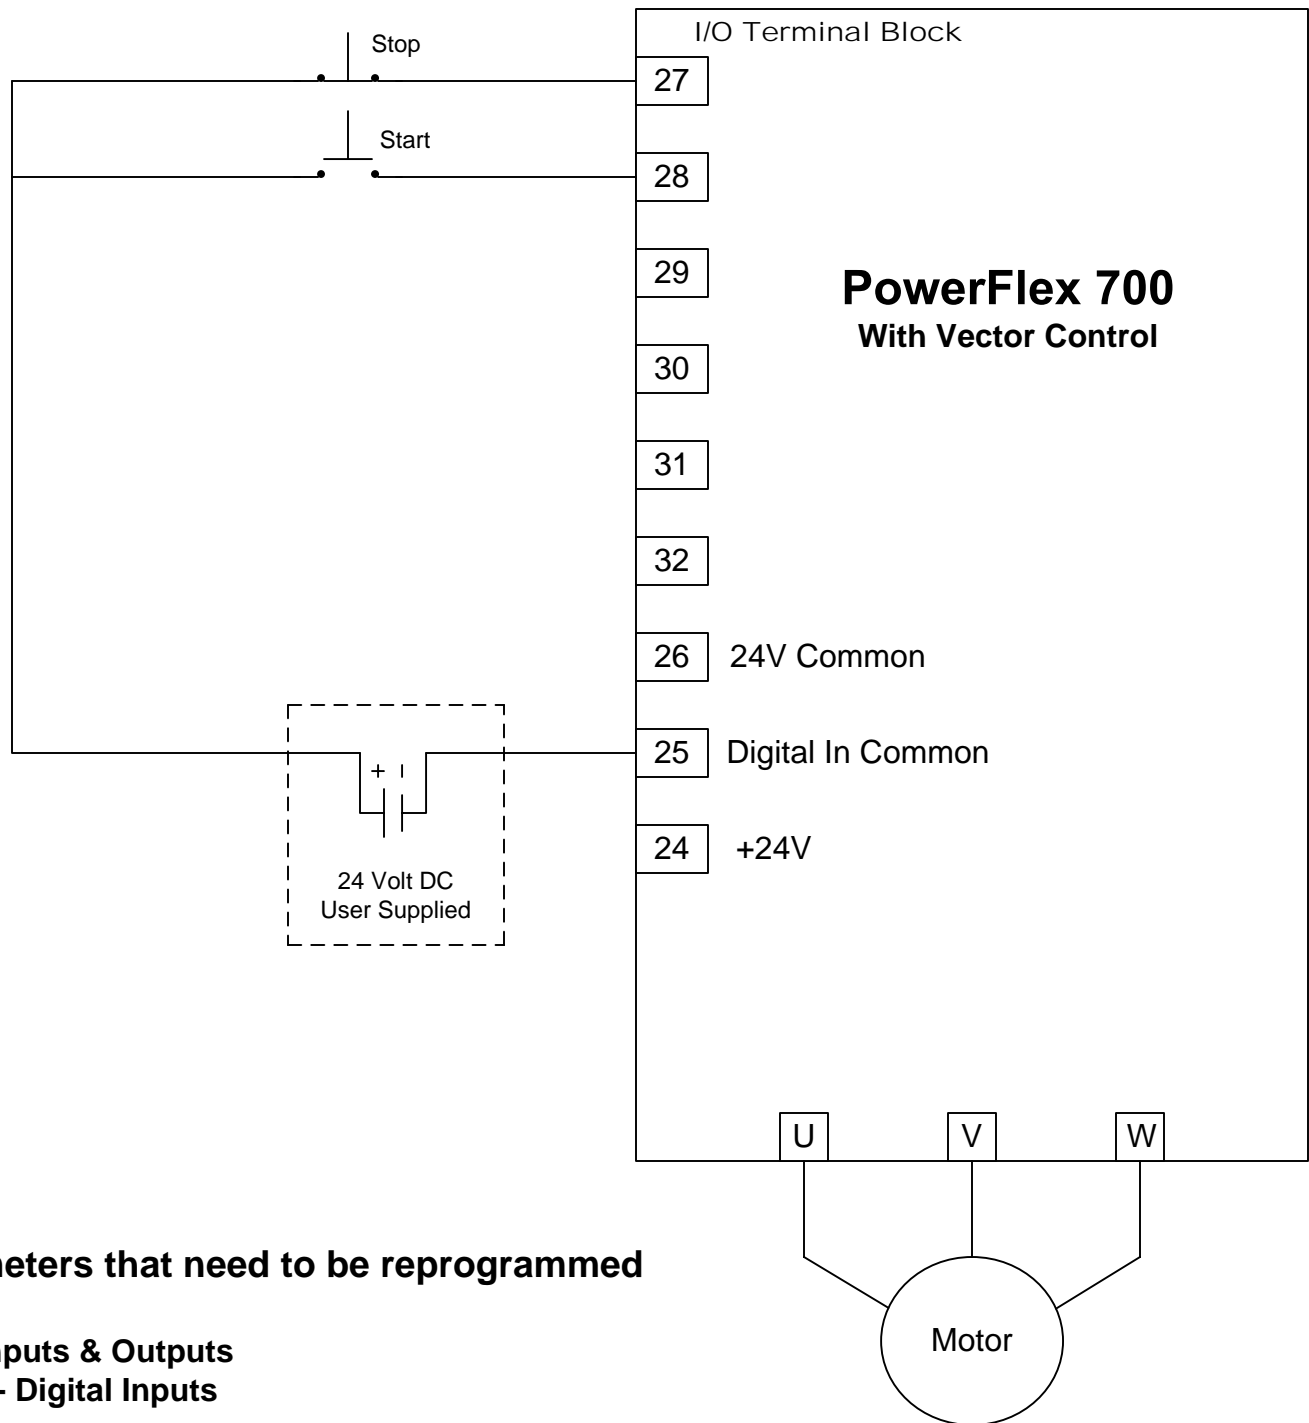 I/O Terminal Block
Stop
27
Start
28
29
PowerFlex 700
With Vector Control
30
31
32
26 24V Common
25 Digital In Common
+ -
24 +24V
24 Volt DC
User Supplied
U V W
Motor
meters that need to be reprogrammed
nputs & Outputs
- Digital Inputs